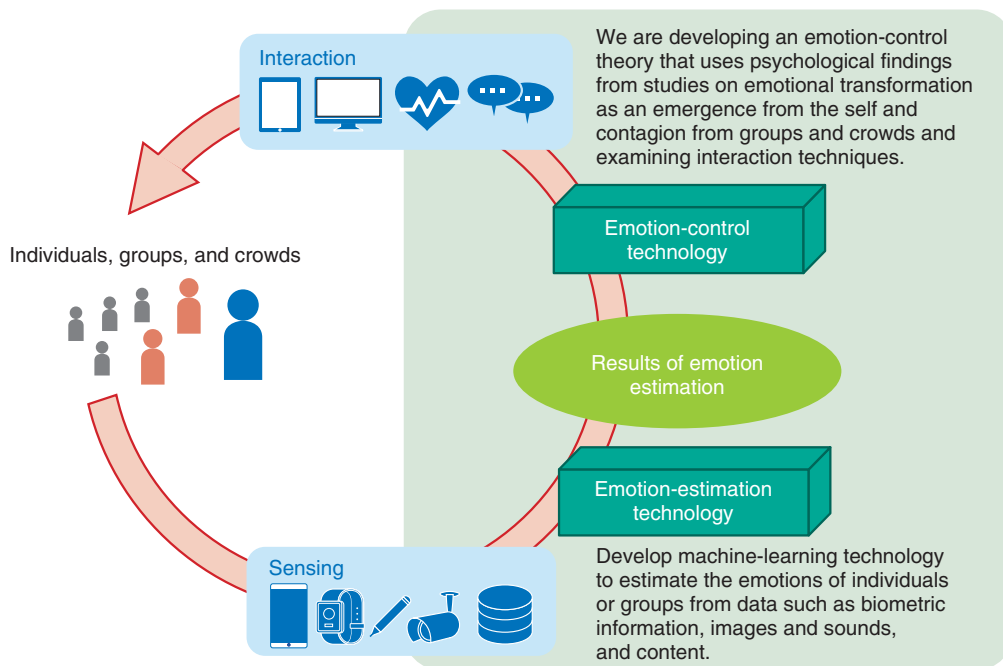 Interaction
We are developing an emotion-control
theory that uses psychological findings
from studies on emotional transformation
as an emergence from the self and
contagion from groups and crowds and
examining interaction techniques.
Emotion-control
technology
Individuals, groups, and crowds
Results of emotion
estimation
Emotion-estimation
technology
Sensing
Develop machine-learning technology
to estimate the emotions of individuals
or groups from data such as biometric
information, images and sounds,
and content.